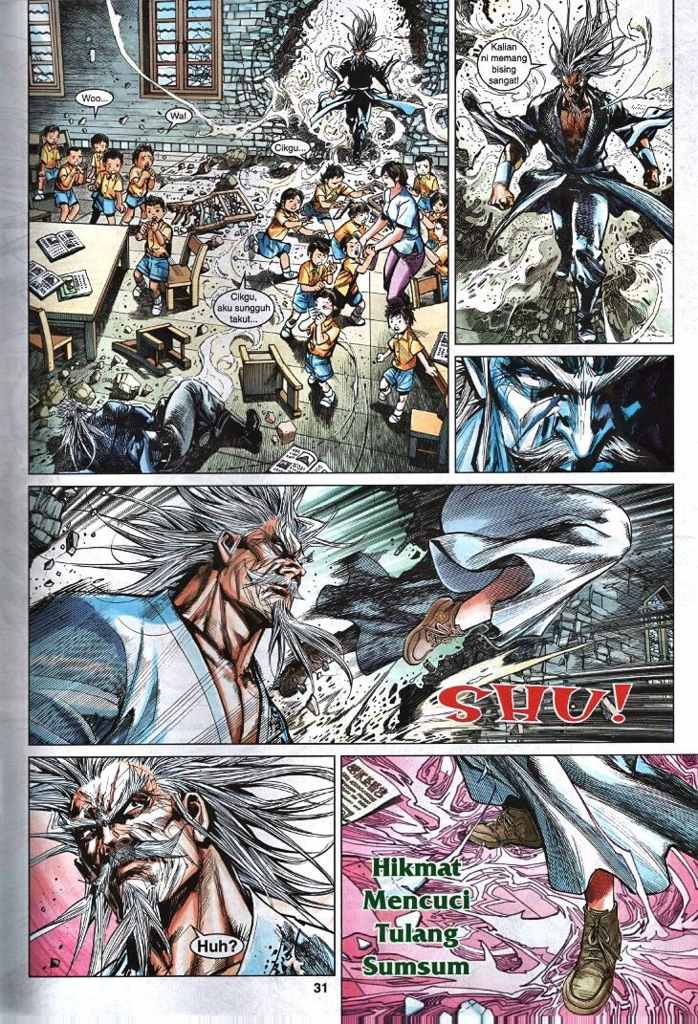 Woo...
Wa!
Cikgu...
Cikgu,
aku sungguh
takut...
Kalian
ni memang
bising
sangat!
SHU!
Huh?
Hikmat
Mencuci
Tulang
Sumsum
31